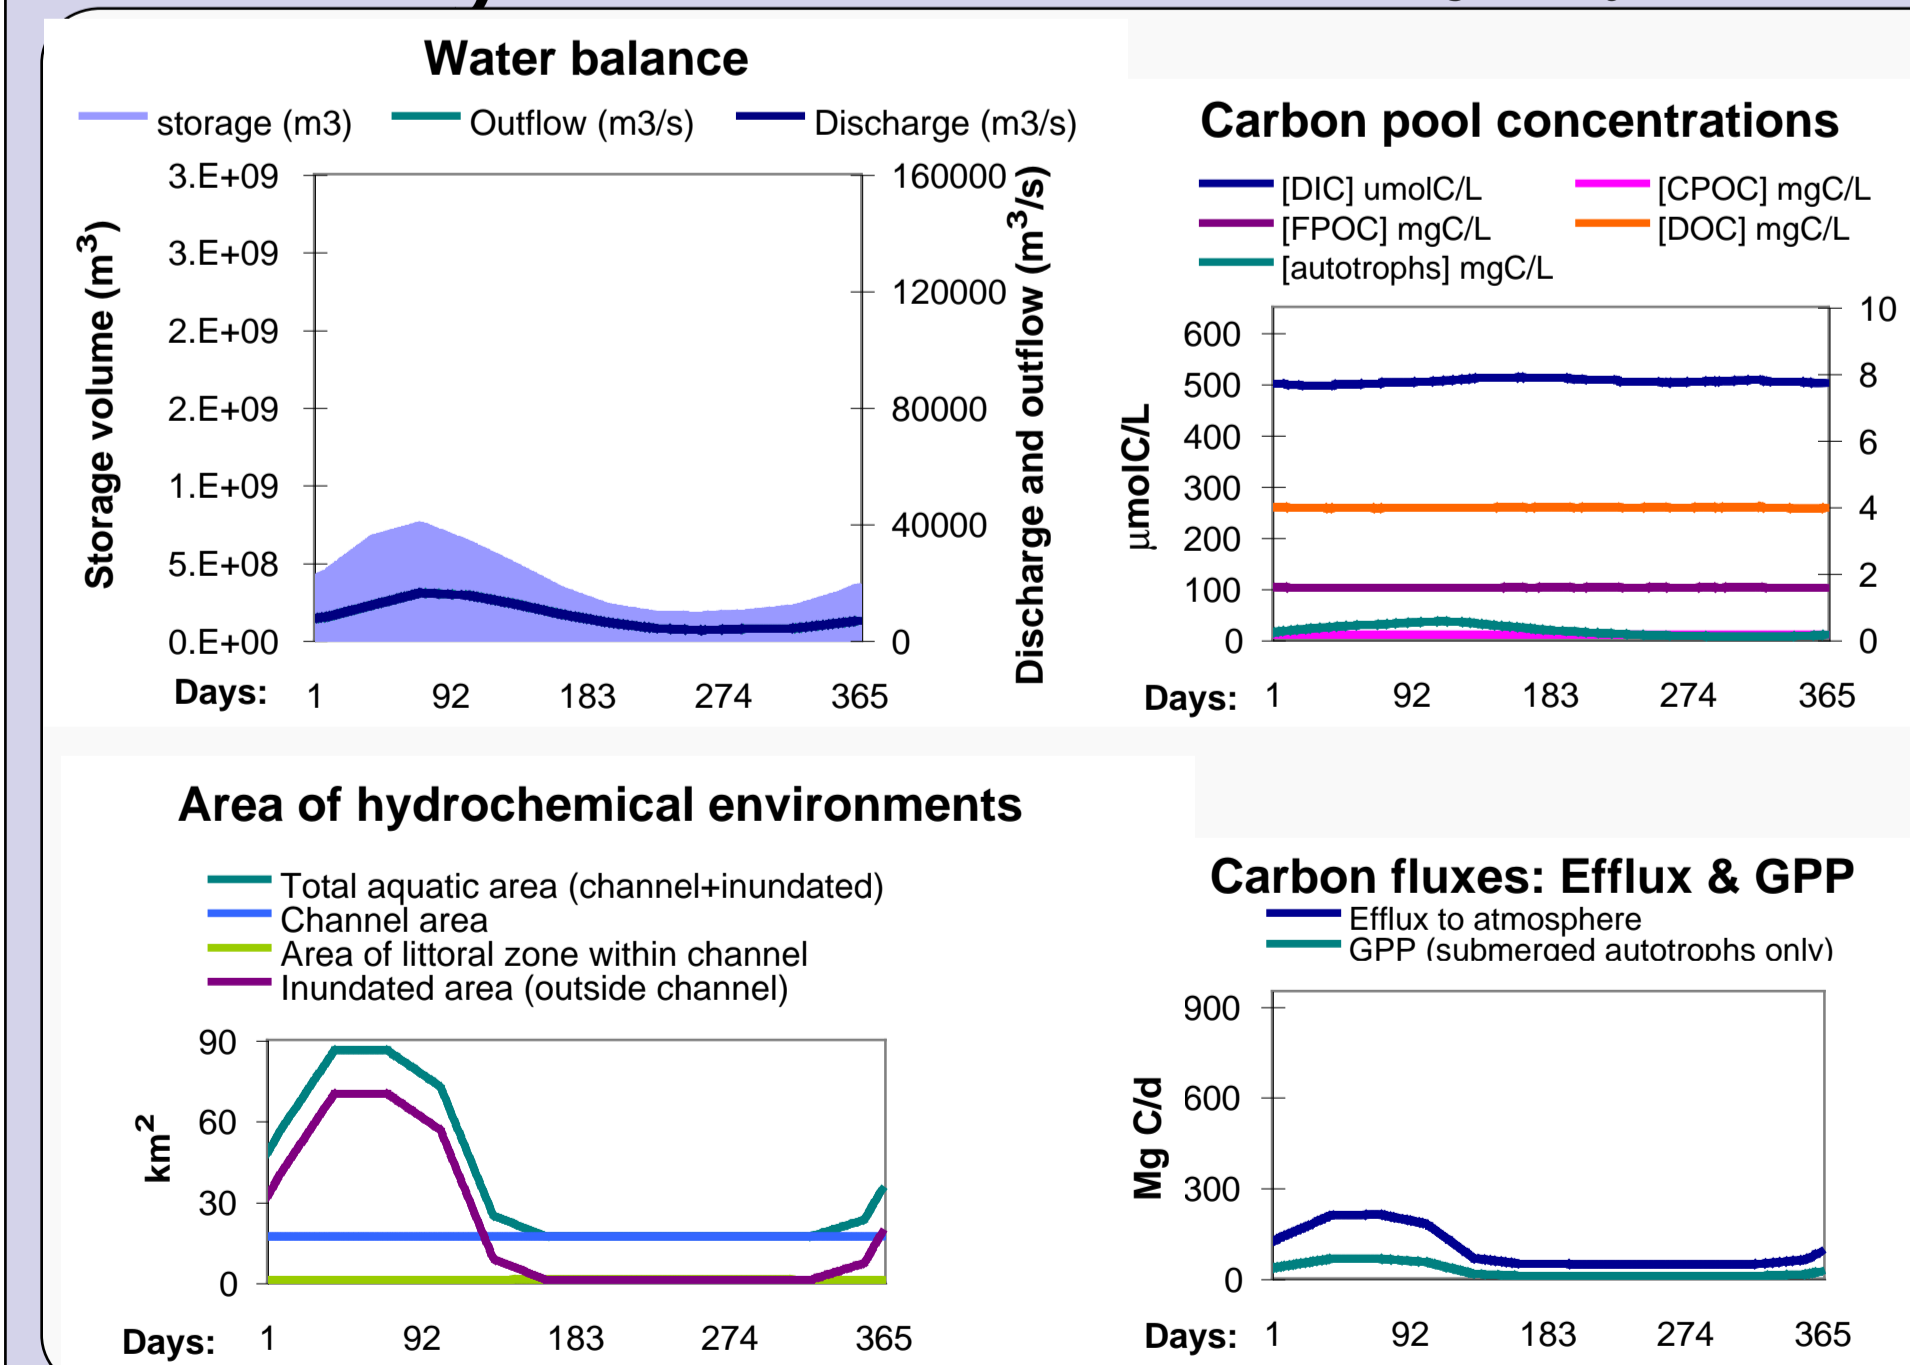 Water balance
storage (m3) Outflow (m3/s) Discharge (m3/s)
3.E+09
3.E+09
2.E+09
2.E+09
1.E+09
5.E+08
0.E+00
Storage volume (m3)
160000
120000
80000
40000
0
Discharge and outflow (m3/s)
Days: 1 92 183 274 365
Carbon pool concentrations
[DIC] umolC/L [CPOC] mgC/L
[FPOC] mgC/L [DOC] mgC/L
[autotrophs] mgC/L
600
500
400
300
200
100
0
μmolC/L
10
8
6
4
2
0
Days: 1 92 183 274 365
Area of hydrochemical environments
Total aquatic area (channel+inundated)
Channel area
Area of littoral zone within channel
Inundated area (outside channel)
90
60
30
0
km2
Days: 1 92 183 274 365
Carbon fluxes: Efflux & GPP
Efflux to atmosphere
GPP (submerged autotrophs only)
900
600
300
0
Mg C/d
Days: 1 92 183 274 365